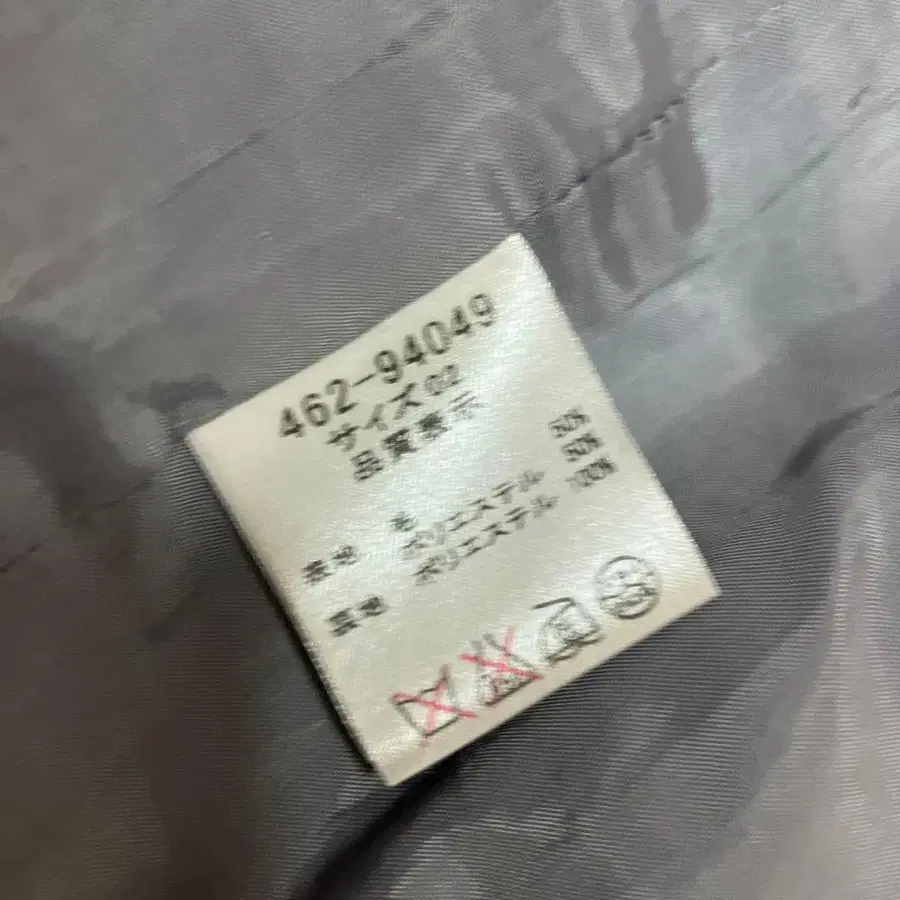 462-94049
サイズ02
品質表示
表地 毛
ポリエステル
裏地 ポリエステル 100%